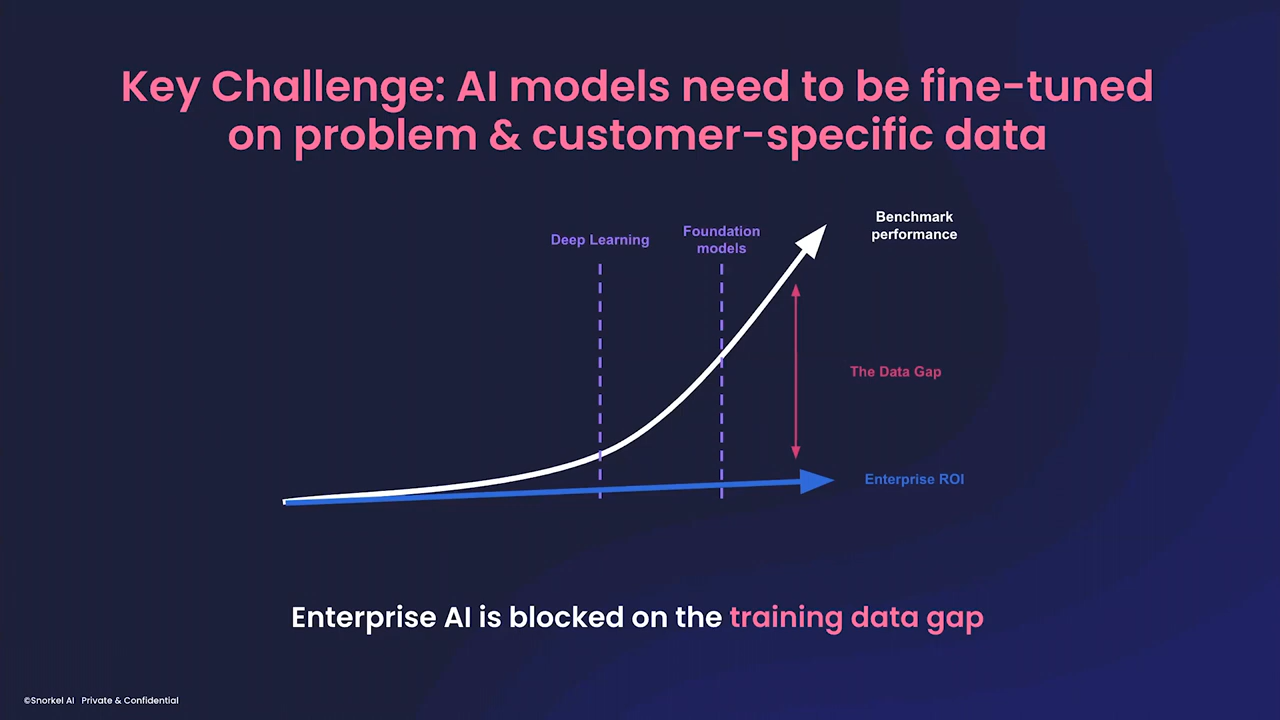 Key Challenge: AI models need to be fine-tuned
on problem & customer-specific data
Benchmark
performance
Foundation
models
Deep Learning
The Data Gap
Enterprise ROI
Enterprise AI is blocked on the training data gap
©Snorkel AI Private & Confidential